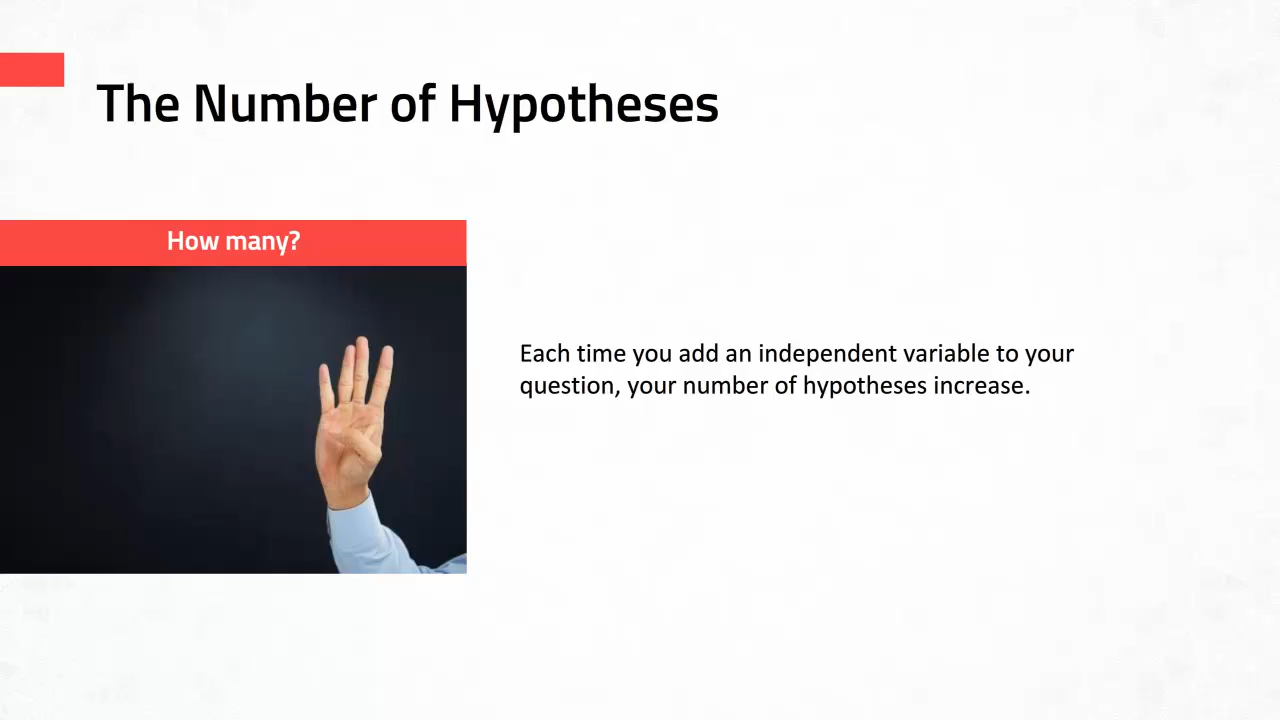 The Number of Hypotheses
How many?
Each time you add an independent variable to your
question, your number of hypotheses increase.